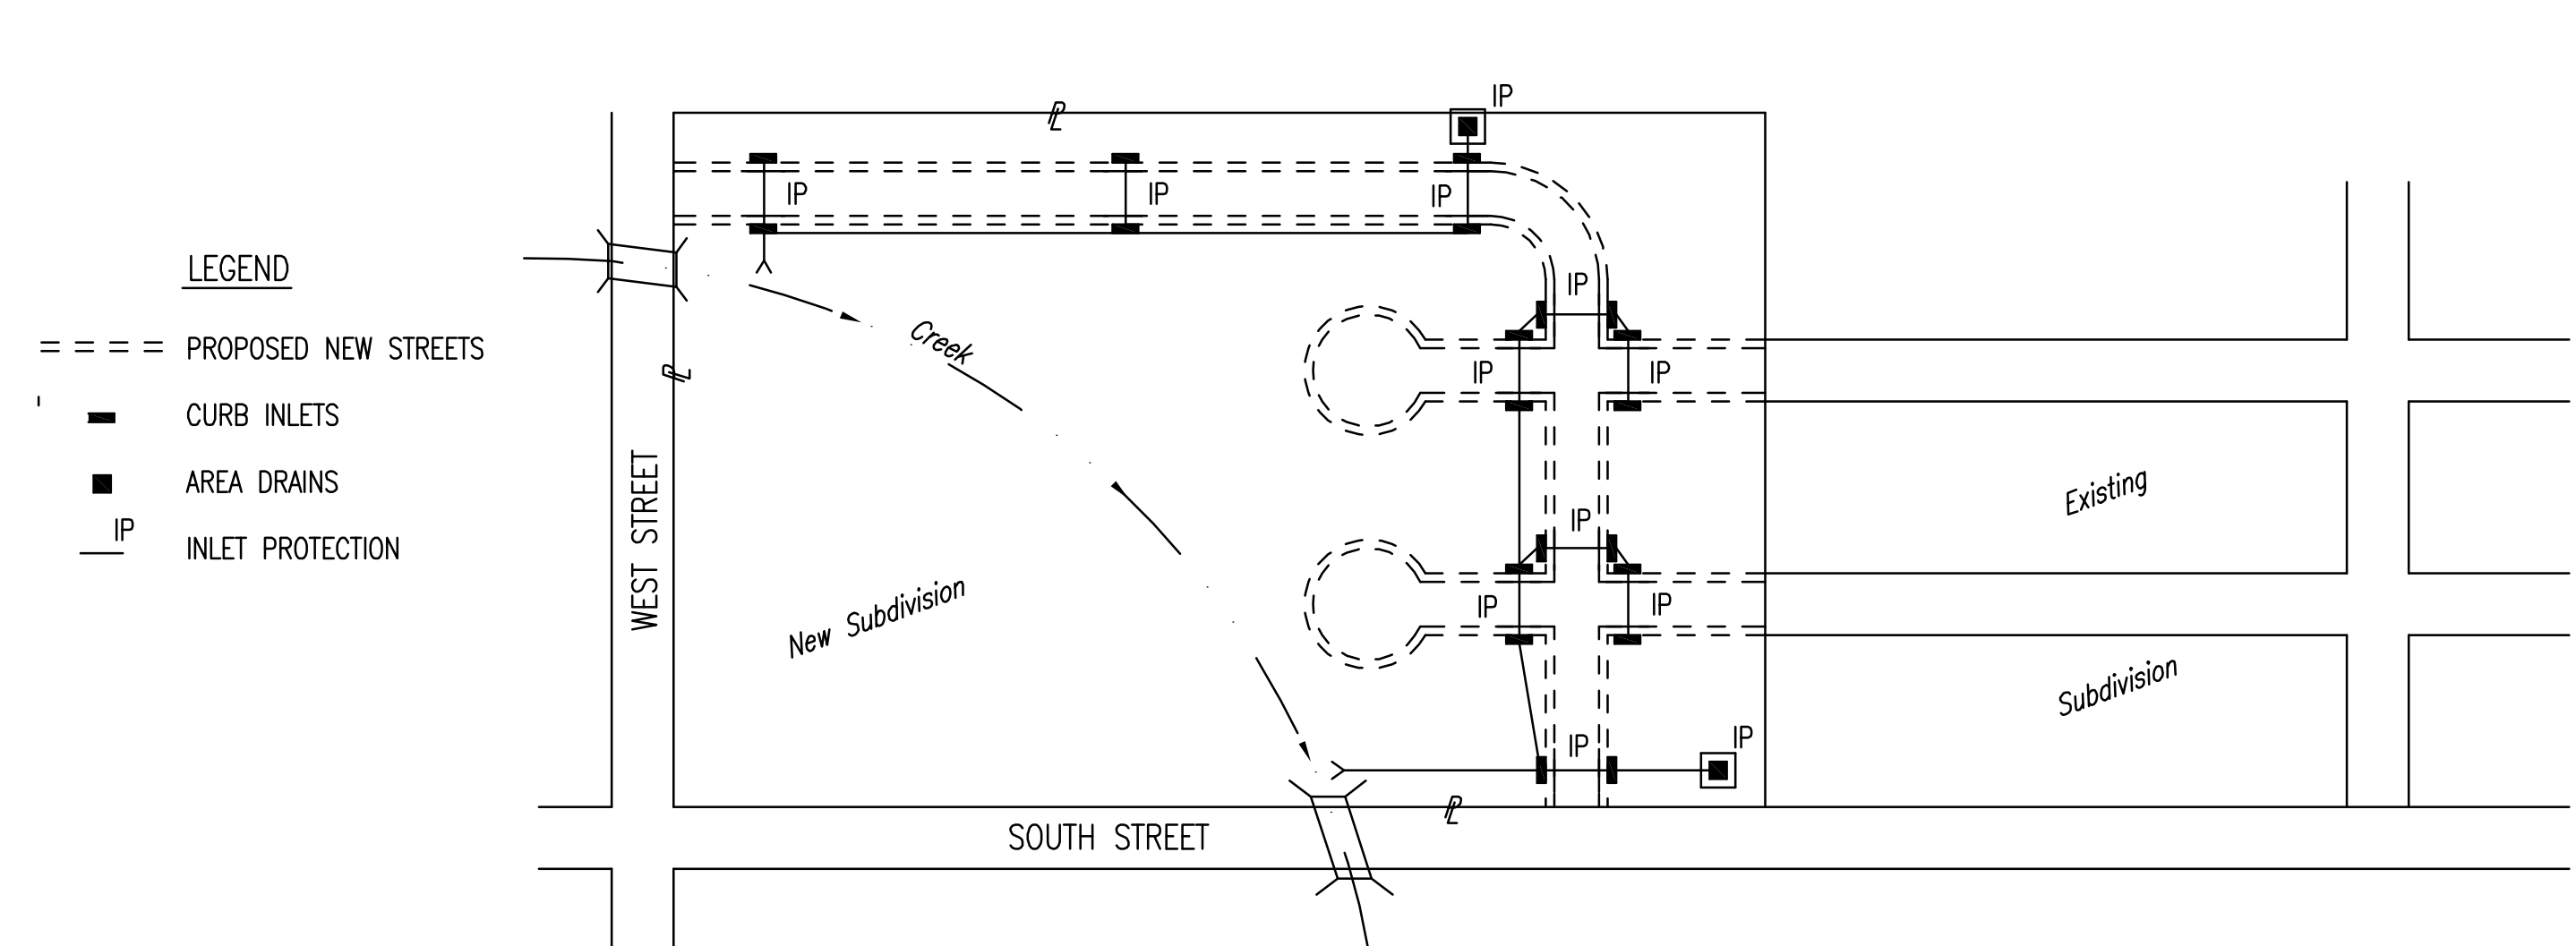 IP
℄
IP
IP
IP
LEGEND
IP
Creek
PROPOSED NEW STREETS
IP
IP
℄
CURB INLETS
AREA DRAINS
Existing
IP
IP
INLET PROTECTION
WEST STREET
New Subdivision
IP
IP
Subdivision
IP
IP
℄
SOUTH STREET